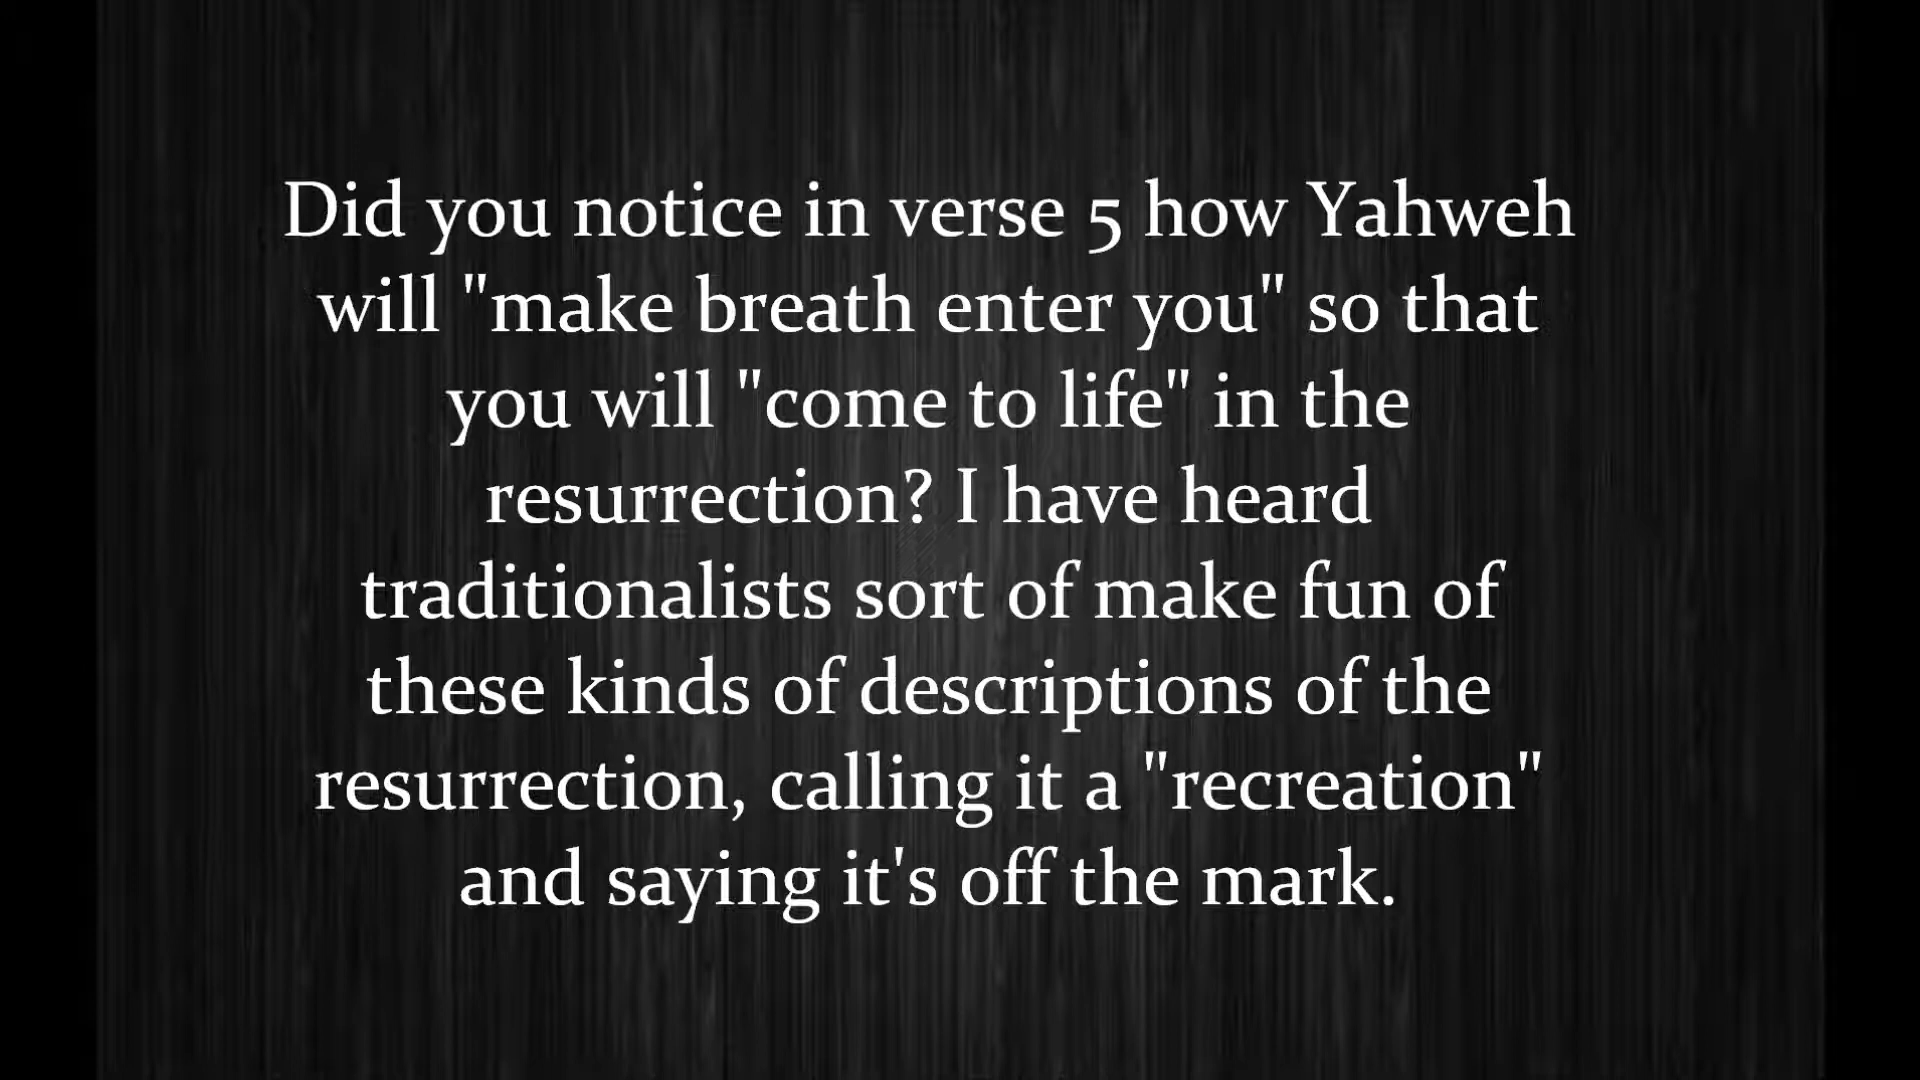 Did you notice in verse 5 how Yahweh
will "make breath enter you" so that
you will "come to life" in the
resurrection? I have heard
traditionalists sort of make fun of
these kinds of descriptions of the
resurrection, calling it a "recreation"
and saying it's off the mark.